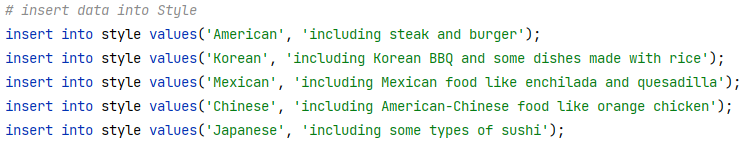 # insert data into Style
insert into style values('American', 'including steak and burger');
insert into style values('Korean', 'including Korean BBQ and some dishes made with rice');
insert into style values('Mexican', 'including Mexican food like enchilada and quesadilla');
insert into style values('Chinese', 'including American-Chinese food like orange chicken');
insert into style values('Japanese', 'including some types of sushi');